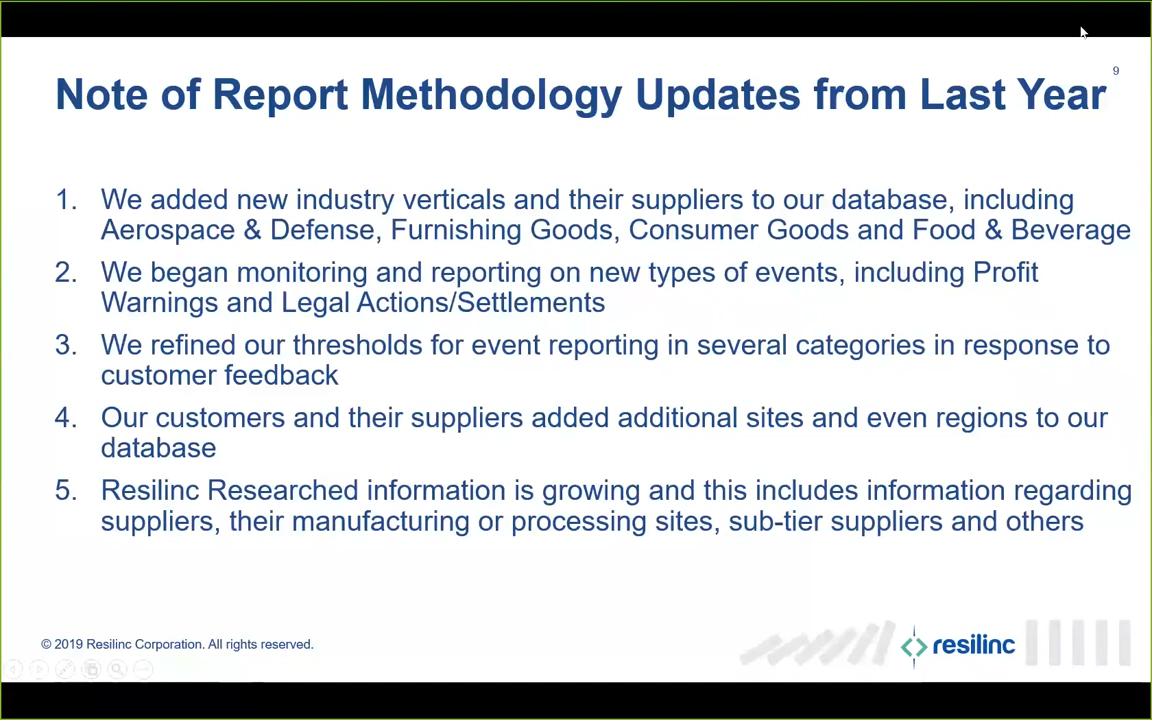 9
Note of Report Methodology Updates from Last Year
1. We added new industry verticals and their suppliers to our database, including
Aerospace & Defense, Furnishing Goods, Consumer Goods and Food & Beverage
2. We began monitoring and reporting on new types of events, including Profit
Warnings and Legal Actions/Settlements
3. We refined our thresholds for event reporting in several categories in response to
customer feedback
4. Our customers and their suppliers added additional sites and even regions to our
database
5. Resilinc Researched information is growing and this includes information regarding
suppliers, their manufacturing or processing sites, sub-tier suppliers and others
© 2019 Resilinc Corporation. All rights reserved.
resilinc